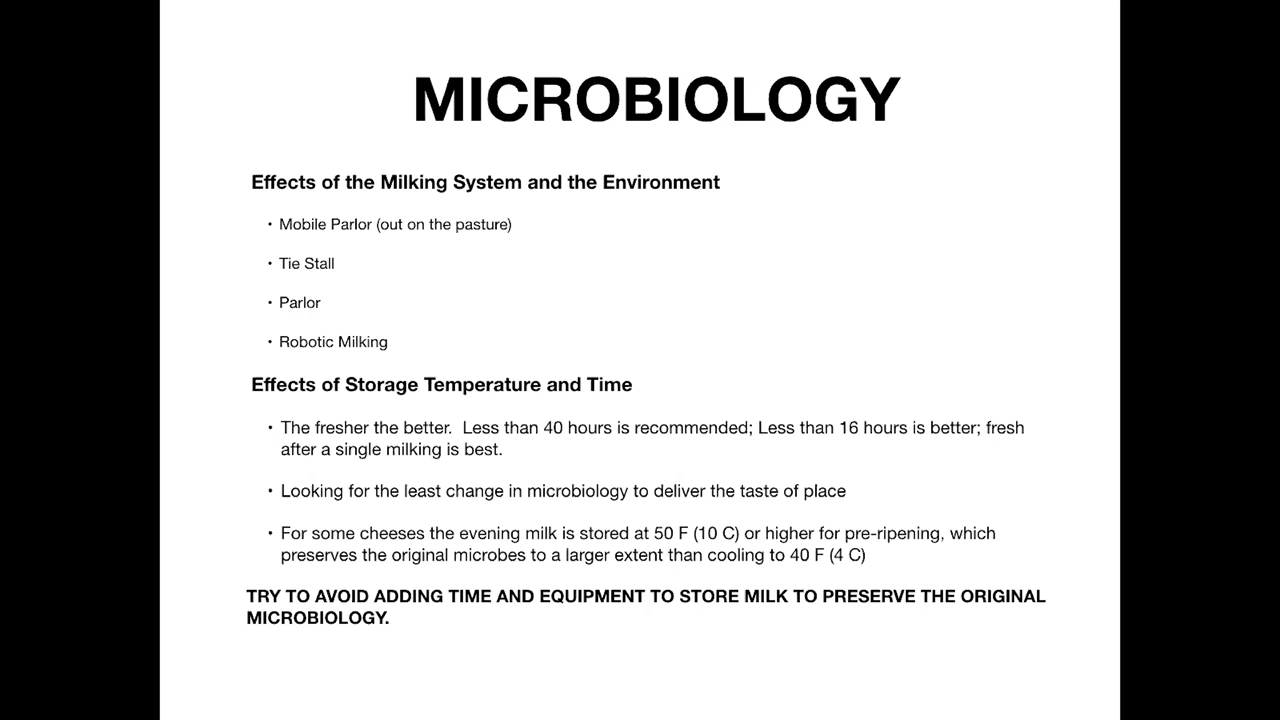 MICROBIOLOGY
Effects of the Milking System and the Environment
• Mobile Parlor (out on the pasture)
• Tie Stall
• Parlor
• Robotic Milking
Effects of Storage Temperature and Time
• The fresher the better.  Less than 40 hours is recommended; Less than 16 hours is better; fresh
after a single milking is best.
• Looking for the least change in microbiology to deliver the taste of place
• For some cheeses the evening milk is stored at 50 F (10 C) or higher for pre-ripening, which
preserves the original microbes to a larger extent than cooling to 40 F (4 C)
TRY TO AVOID ADDING TIME AND EQUIPMENT TO STORE MILK TO PRESERVE THE ORIGINAL
MICROBIOLOGY.